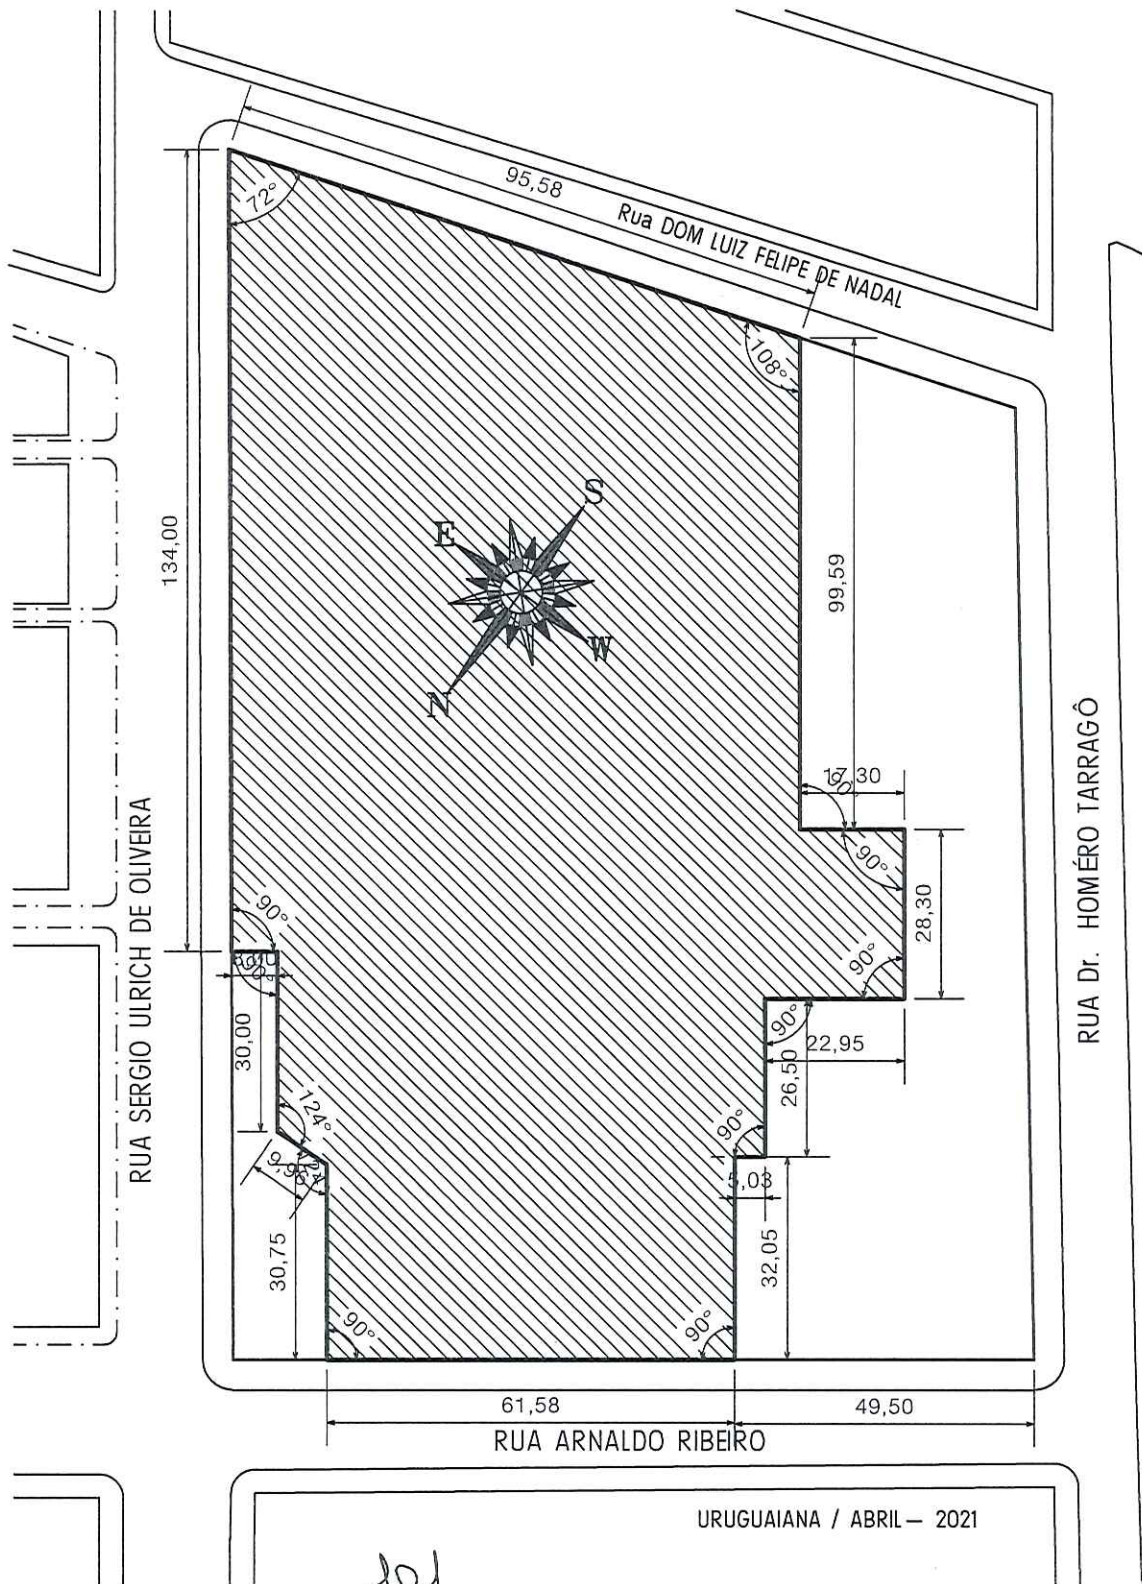 95,58
Rua DOM LUIZ FELIPE DE NADAL
72°
108°
134,00
S
E
W
N
99,59
17,30
90°
90°
28,30
90°
RUA Dr. HOMÉRO TARRAGÔ
RUA SERGIO ULRICH DE OLIVEIRA
90°
90°
30,00
90°
22,95
26,50
124°
90°
5,03
30,75
32,05
90°
90°
61,58
49,50
RUA ARNALDO RIBEIRO
URUGUAIANA / ABRIL – 2021